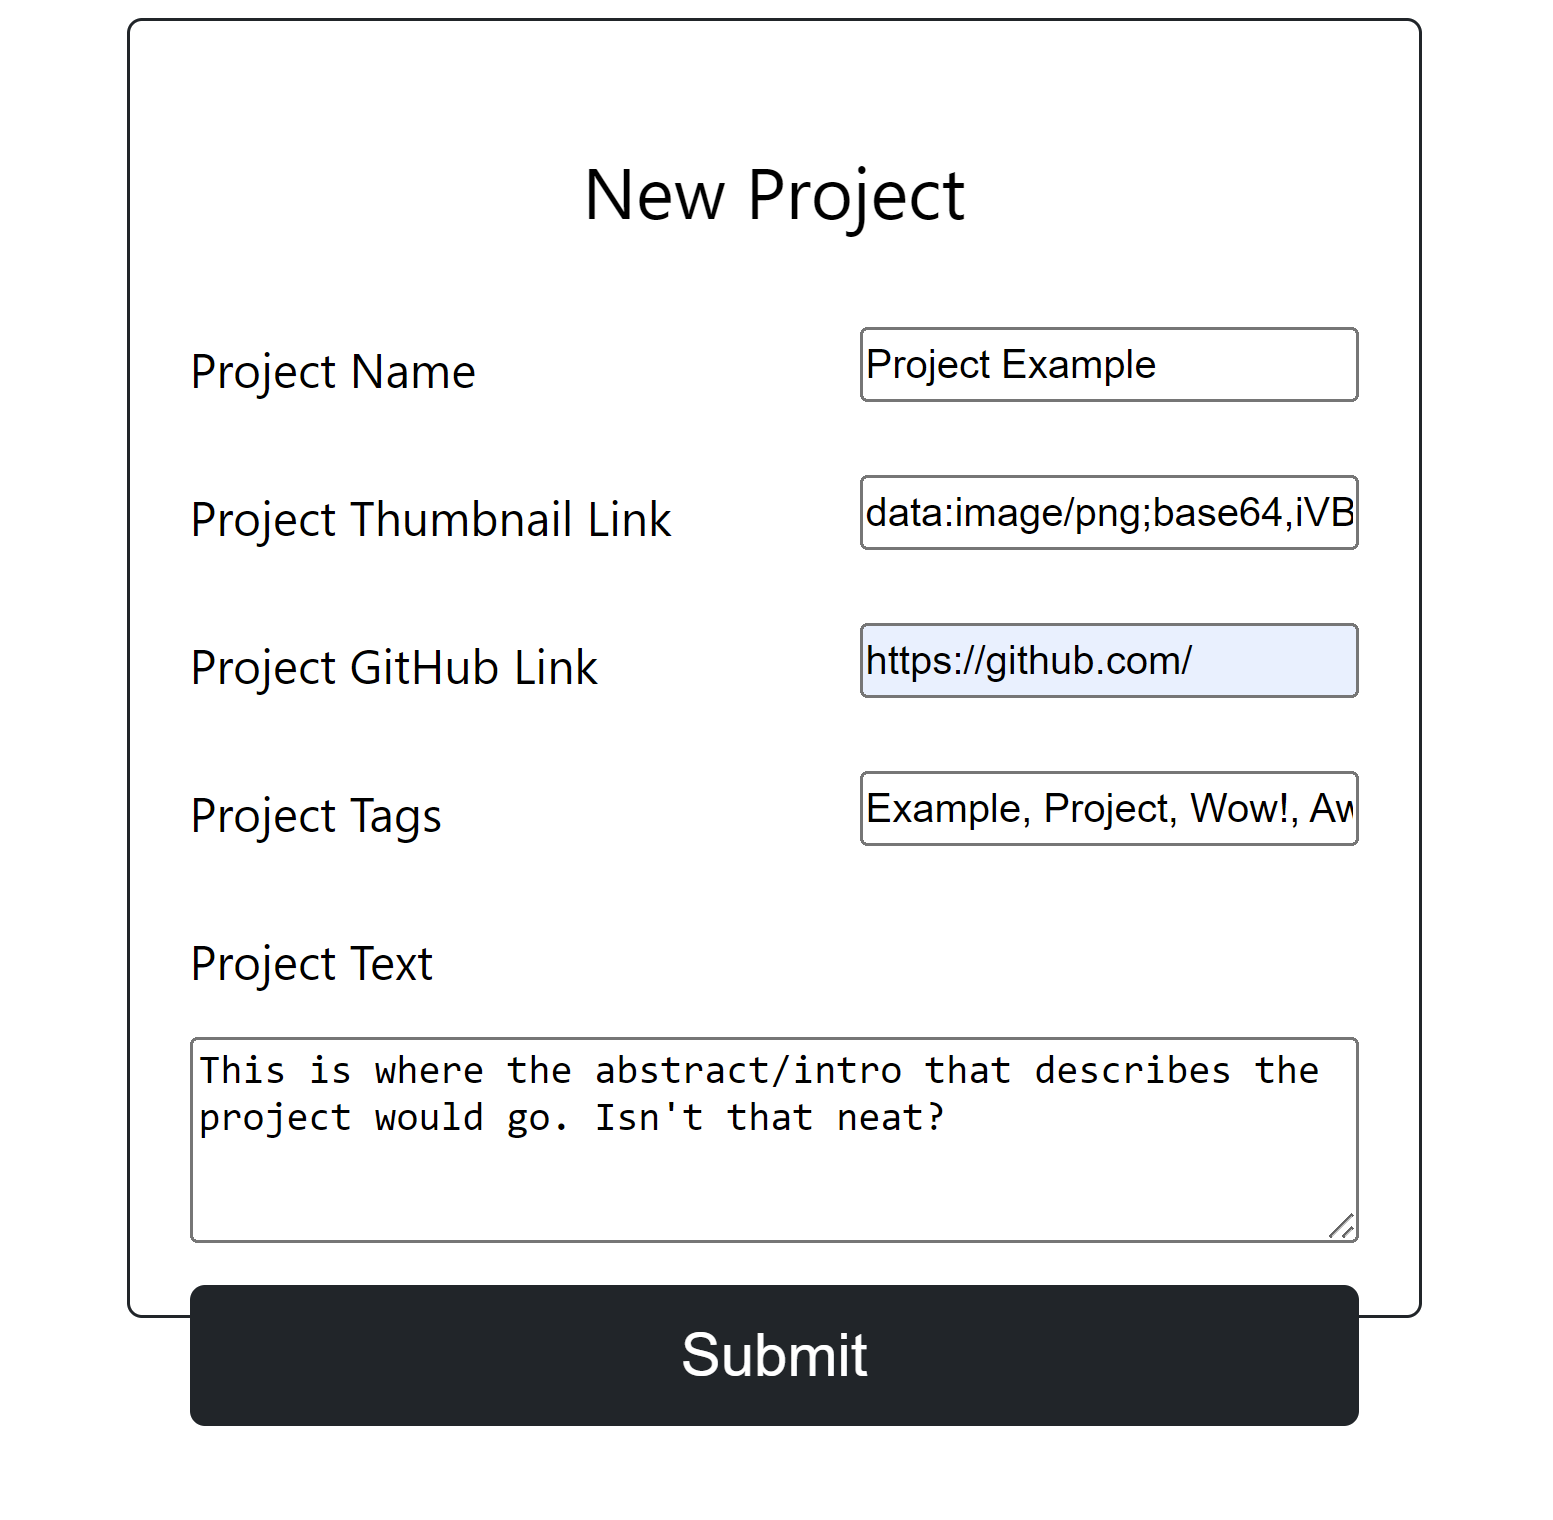 New Project
Project Name
Project Example
Project Thumbnail Link
data:image/png;base64,iVB
Project GitHub Link
https://github.com/
Project Tags
Example, Project, Wow!, Aw
Project Text
This is where the abstract/intro that describes the
project would go. Isn't that neat?
Submit